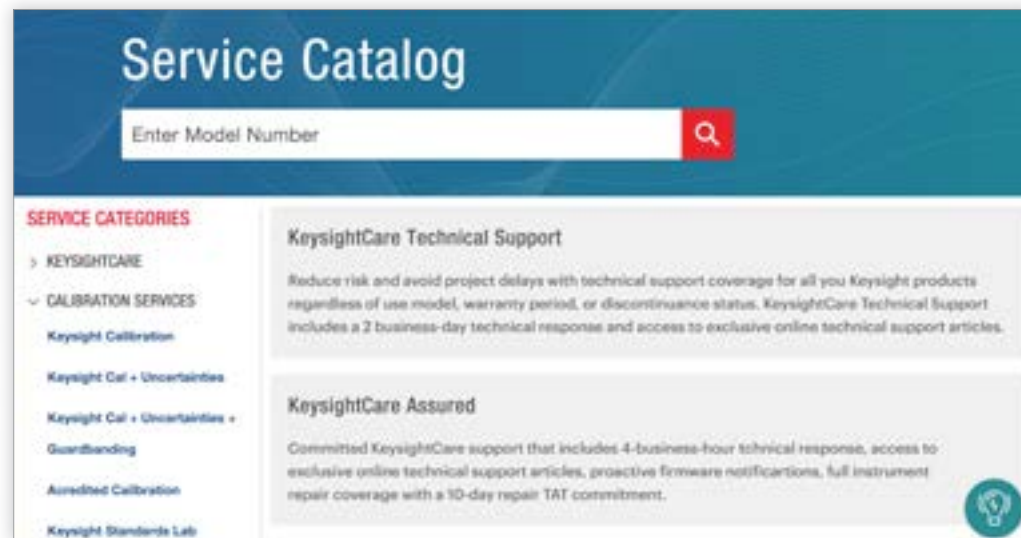 Service Catalog
Enter Model Number
SERVICE CATEGORIES
KEYSIGHTCARE
CALIBRATION SERVICES
Keysight Calibration
Keysight Cal + Uncertainties
Keysight Cal + Uncertainties +
Guardbanding
Acredited Calibration
Keysight Standards Lab
KeysightCare Technical Support
Reduce risk and avoid project delays with technical support coverage for all you Keysight products
regardless of use model, warranty period, or discontinuance status. KeysightCare Technical Support
includes a 2 business-day technical response and access to exclusive online technical support articles.
KeysightCare Assured
Committed KeysightCare support that includes 4-business-hour tchnical response, access to
exclusive online technical support articles, proactive firmware notificartions, full instrument
repair coverage with a 10-day repair TAT commitment.